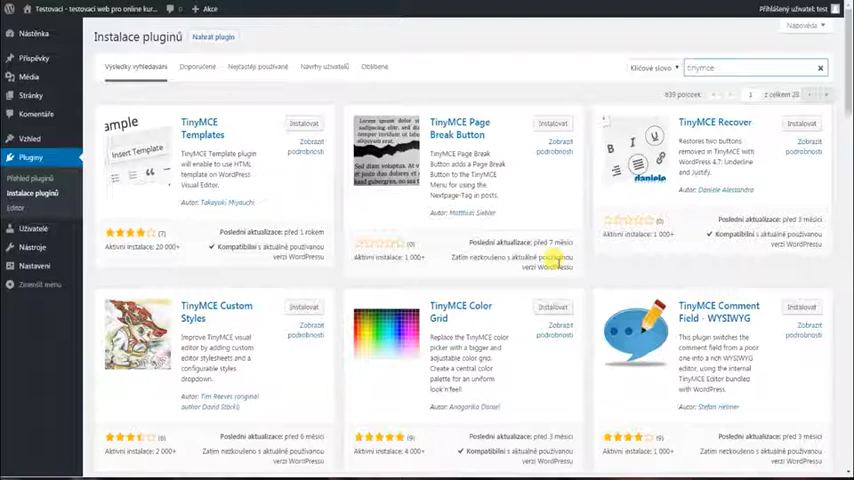 Testovací - testovací web pro online kur...
0
Akce
Přihlášený uživatel: test
Nástěnka
Příspěvky
Média
Stránky
Komentáře
Vzhled
Pluginy
Přehled pluginů
Instalace pluginů
Editor
Uživatelé
Nástroje
Nastavení
Zmenšit menu
Instalace pluginů
Nahrát plugin
Nápověda
Výsledky vyhledávání
Doporučené
Nejčastěji používané
Návrhy uživatelů
Oblíbené
Klíčové slovo
tinymce
839 položek
1
z celkem 28
ample
Insert Template
TinyMCE
Templates
Instalovat
Zobrazit
podrobnosti
TinyMCE Template plugin
will enable to use HTML
template on WordPress
Visual Editor.
Autor: Takayuki Miyauchi
(7)
Poslední aktualizace: před 1 rokem
Aktivní instalace: 20 000+
Kompatibilní s aktuálně používanou
verzí WordPressu
TinyMCE Page
Break Button
Instalovat
Zobrazit
podrobnosti
TinyMCE Page Break
Button adds a Page
Break Button to the
TinyMCE Menu for using
the Nextpage-Tag in
posts.
Autor: Matthias Siebler
(0)
Poslední aktualizace: před 7 měsíci
Aktivní instalace: 1 000+
Zatím nezkoušeno s aktuálně používanou
verzí WordPressu
TinyMCE Recover
Instalovat
Zobrazit
podrobnosti
Restores two buttons
removed in TinyMCE with
WordPress 4.7: Underline
and Justify.
Autor: Daniele Alessandra
B I U
daniele
(0)
Poslední aktualizace: před 3 měsíci
Aktivní instalace: 1 000+
Kompatibilní s aktuálně používanou
verzí WordPressu
TinyMCE Custom
Styles
Instalovat
Zobrazit
podrobnosti
Improve TinyMCE visual
editor by adding custom
editor stylesheets and a
configurable styles
dropdown.
Autor: Tim Reeves (original
author David Stöckl)
(6)
Poslední aktualizace: před 6 měsíci
Aktivní instalace: 2 000+
Zatím nezkoušeno s aktuálně používanou
verzí WordPressu
TinyMCE Color
Grid
Instalovat
Zobrazit
podrobnosti
Replace the TinyMCE color
picker with a bigger and
adjustable color grid.
Create a central color
palette for an uniform
look'n'feel
Autor: Anogarika Daniel
(9)
Poslední aktualizace: před 3 měsíci
Aktivní instalace: 4 000+
Kompatibilní s aktuálně používanou
verzí WordPressu
TinyMCE Comment
Field - WYSIWYG
Instalovat
Zobrazit
podrobnosti
This plugin switches the
comment field from a poor
one into a rich WYSIWYG
editor, using the internal
TinyMCE Editor bundled
with WordPress.
Autor: Stefan Helmer
(9)
Poslední aktualizace: před 3 měsíci
Aktivní instalace: 1 000+
Zatím nezkoušeno s aktuálně používanou
verzí WordPressu